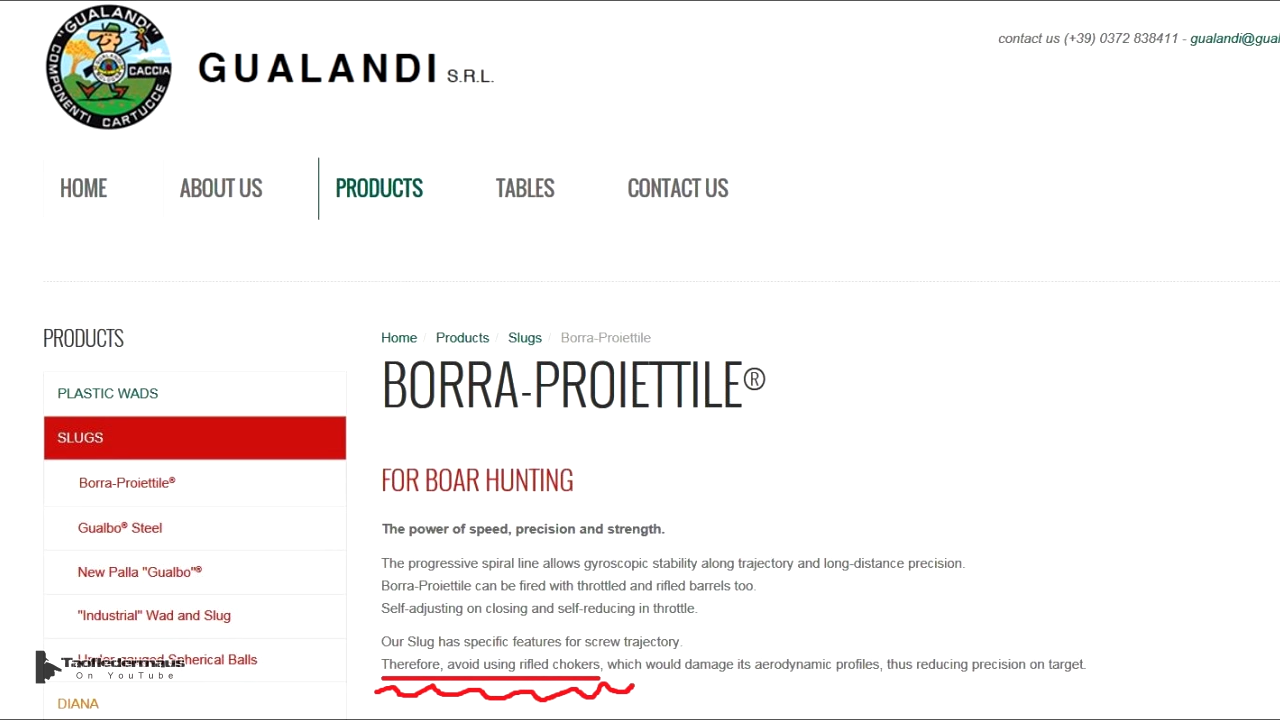 "GUALANDI"
CACCIA
COMPONENTI CARTUCCE
GUALANDI S.R.L.
contact us (+39) 0372 838411 - gualandi@gual
HOME ABOUT US PRODUCTS TABLES CONTACT US
PRODUCTS
PLASTIC WADS
SLUGS
Borra-Proiettile®
Gualbo® Steel
New Palla "Gualbo"®
"Industrial" Wad and Slug
Under-gauged Spherical Balls
DIANA
Taofledermaus
On YouTube
Home / Products / Slugs / Borra-Proiettile
BORRA-PROIETTILE®
FOR BOAR HUNTING
The power of speed, precision and strength.
The progressive spiral line allows gyroscopic stability along trajectory and long-distance precision.
Borra-Proiettile can be fired with throttled and rifled barrels too.
Self-adjusting on closing and self-reducing in throttle.
Our Slug has specific features for screw trajectory.
Therefore, avoid using rifled chokers, which would damage its aerodynamic profiles, thus reducing precision on target.